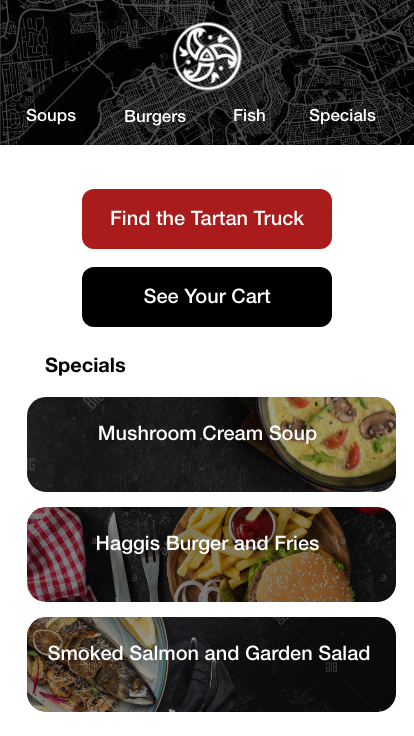 Soups
Burgers
Fish
Specials
Find the Tartan Truck
See Your Cart
Specials
Mushroom Cream Soup
Haggis Burger and Fries
Smoked Salmon and Garden Salad